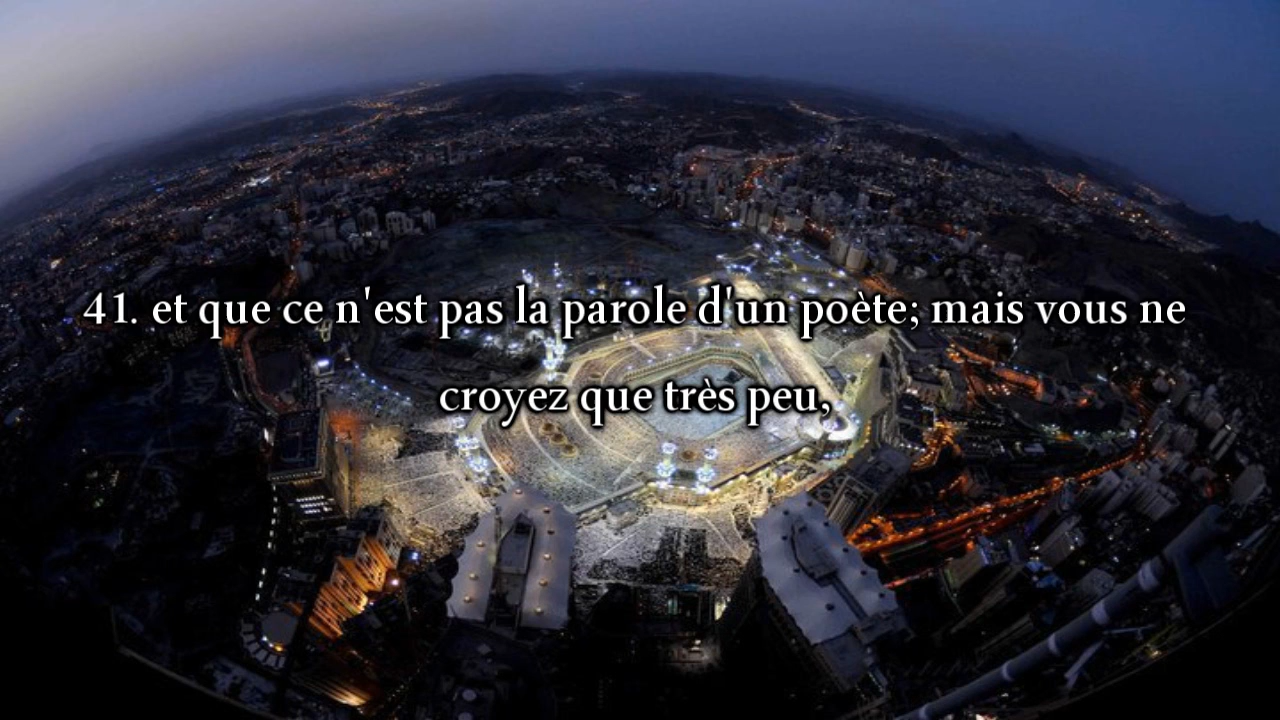 41. et que ce n'est pas la parole d'un poète; mais vous ne
croyez que très peu,